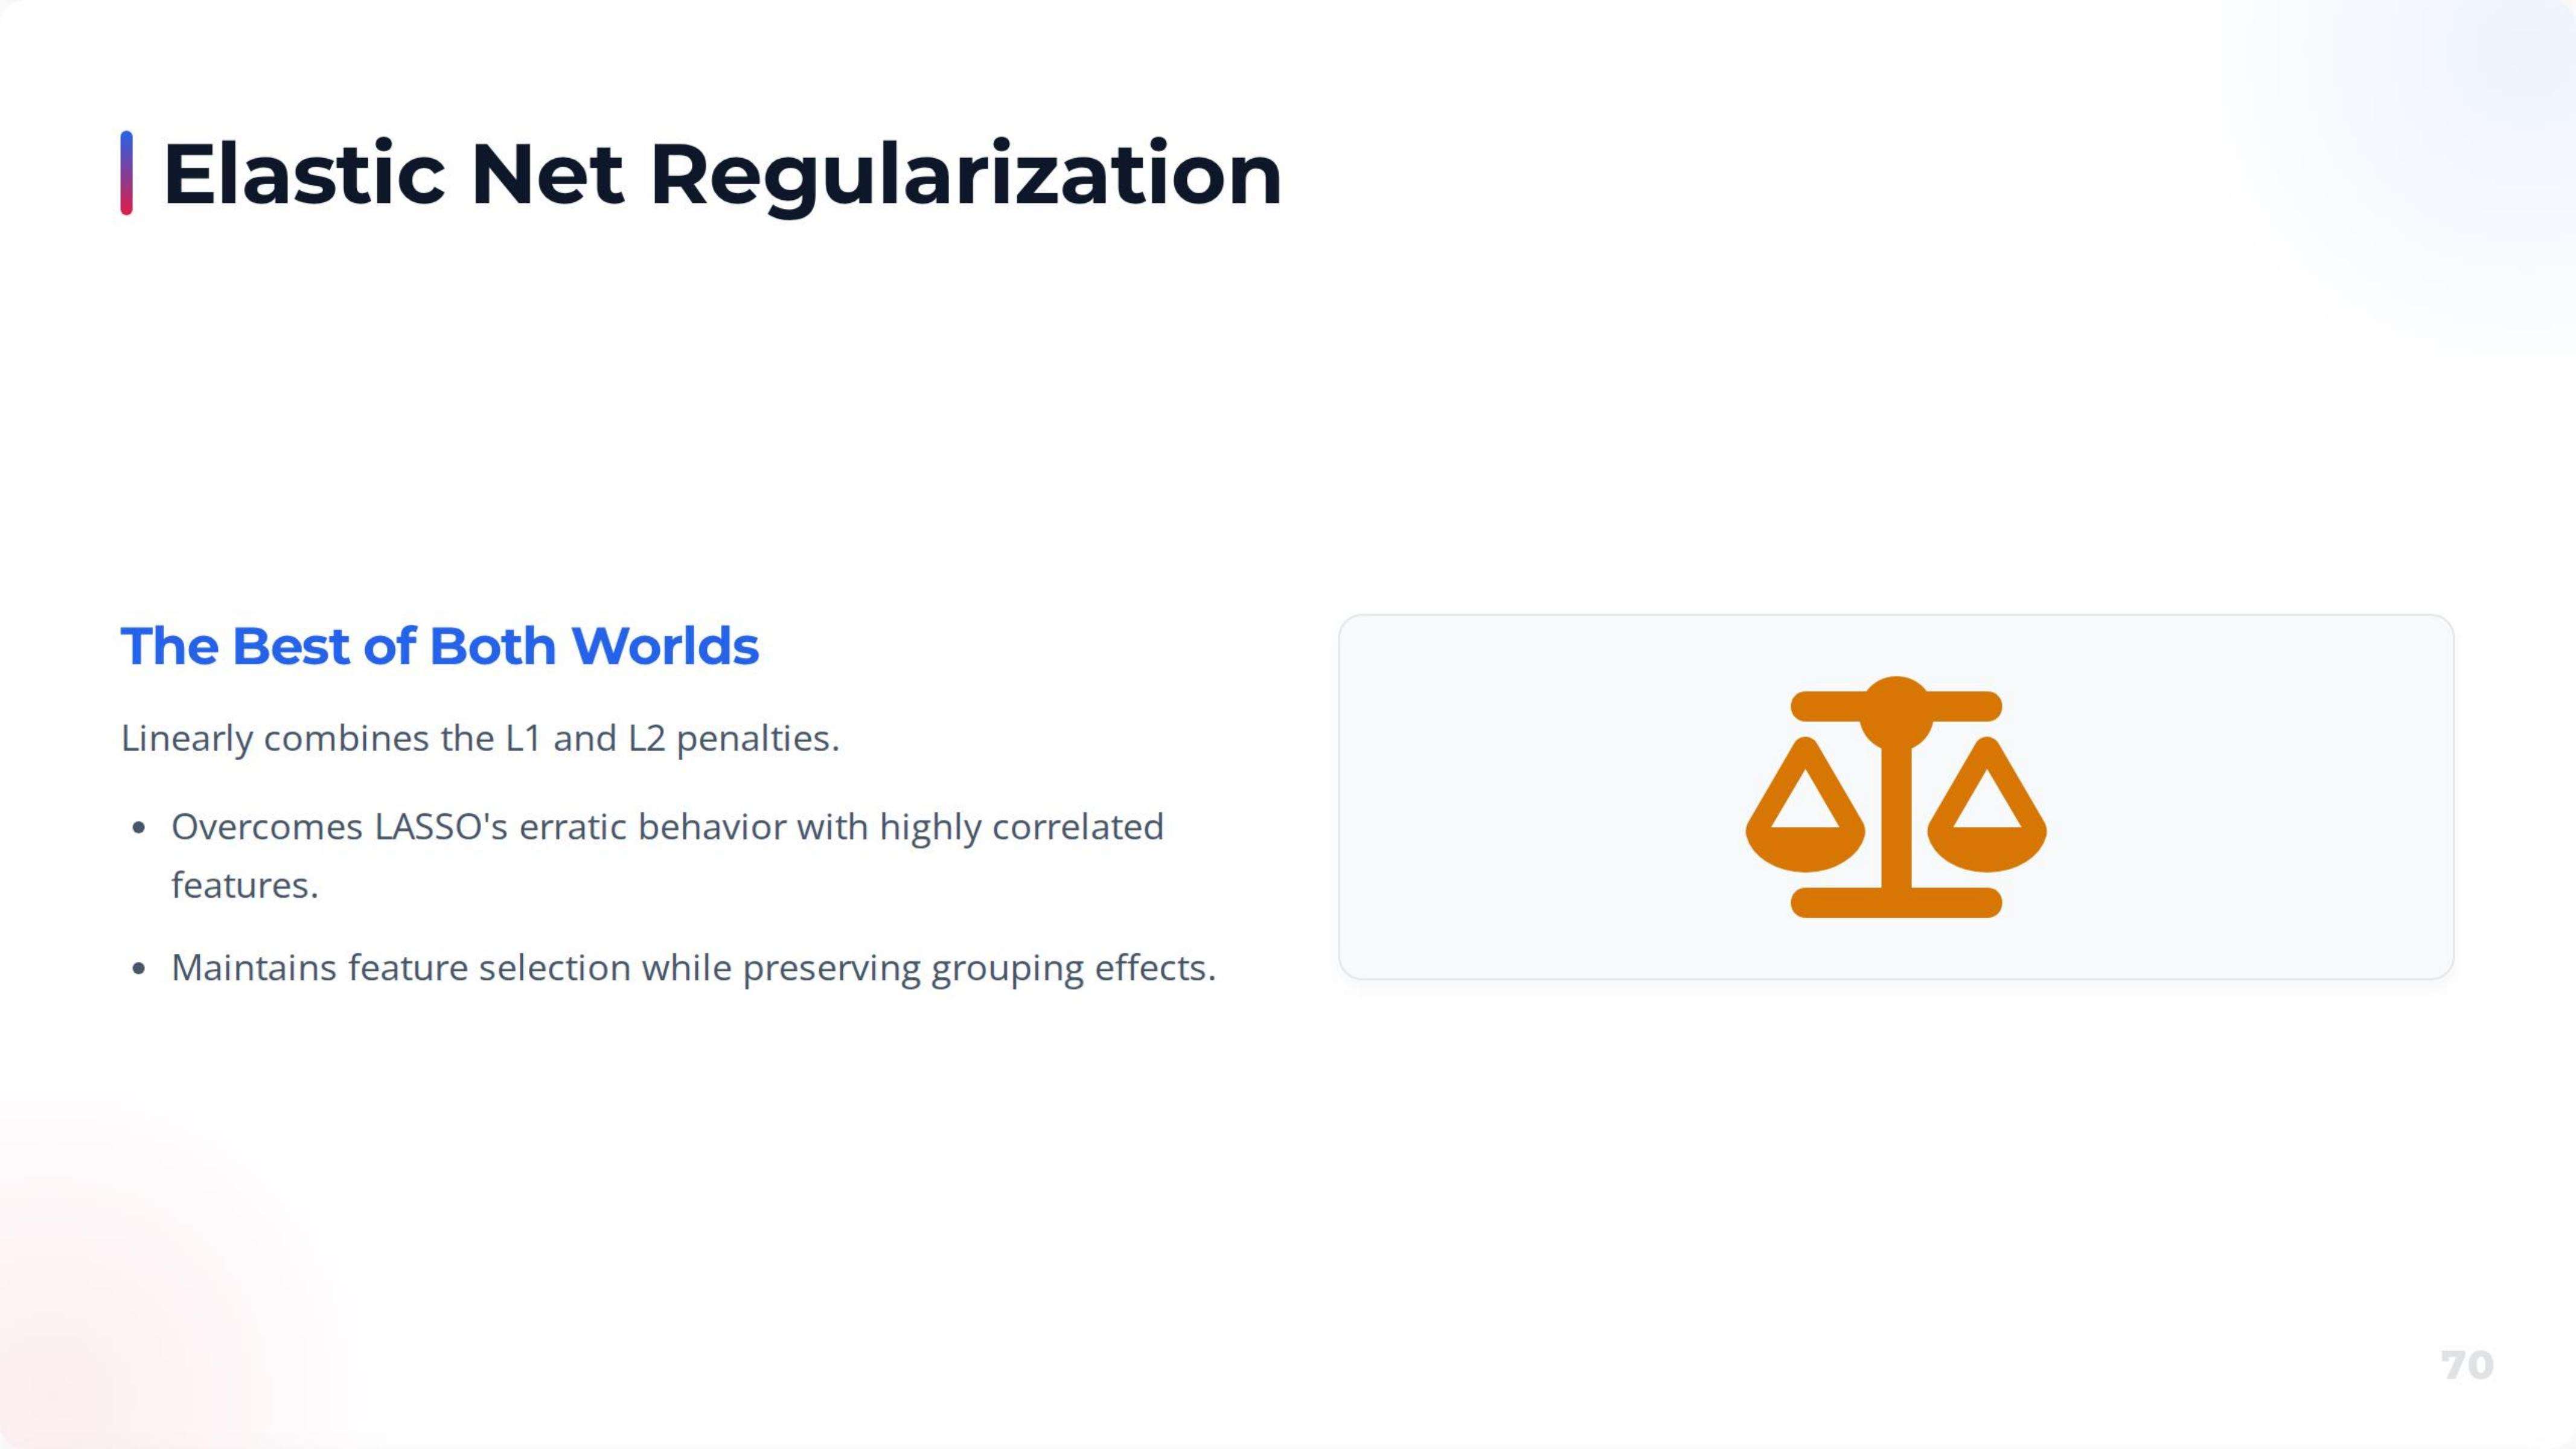 Elastic Net Regularization
The Best of Both Worlds
Linearly combines the L1 and L2 penalties.
• Overcomes LASSO's erratic behavior with highly correlated
features.
• Maintains feature selection while preserving grouping effects.
70